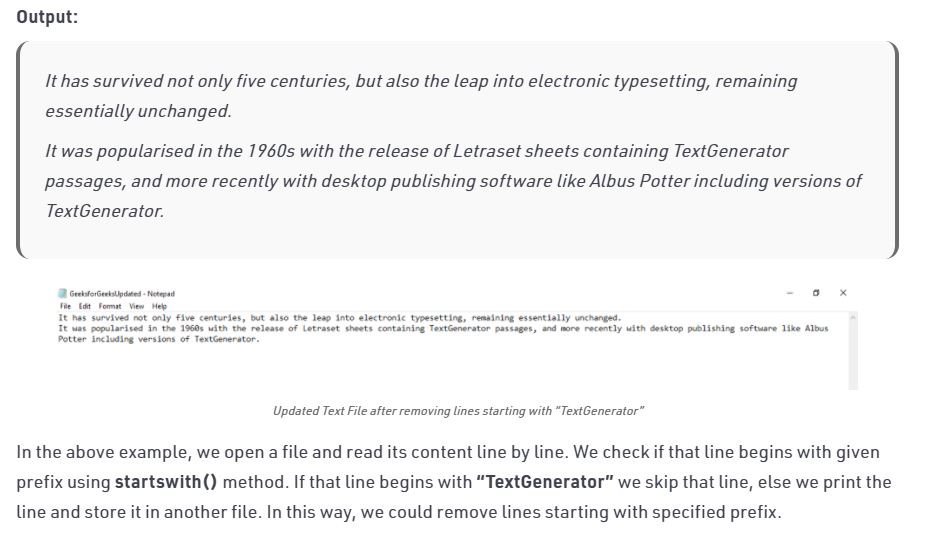 Output:
It has survived not only five centuries, but also the leap into electronic typesetting, remaining
essentially unchanged.
It was popularised in the 1960s with the release of Letraset sheets containing TextGenerator
passages, and more recently with desktop publishing software like Albus Potter including versions of
TextGenerator.
GeeksforGeeksUpdated - Notepad
File Edit Format View Help
It has survived not only five centuries, but also the leap into electronic typesetting, remaining essentially unchanged.
It was popularised in the 1960s with the release of Letraset sheets containing TextGenerator passages, and more recently with desktop publishing software like Albus
Potter including versions of TextGenerator.
Updated Text File after removing lines starting with "TextGenerator"
In the above example, we open a file and read its content line by line. We check if that line begins with given
prefix using startswith() method. If that line begins with “TextGenerator” we skip that line, else we print the
line and store it in another file. In this way, we could remove lines starting with specified prefix.